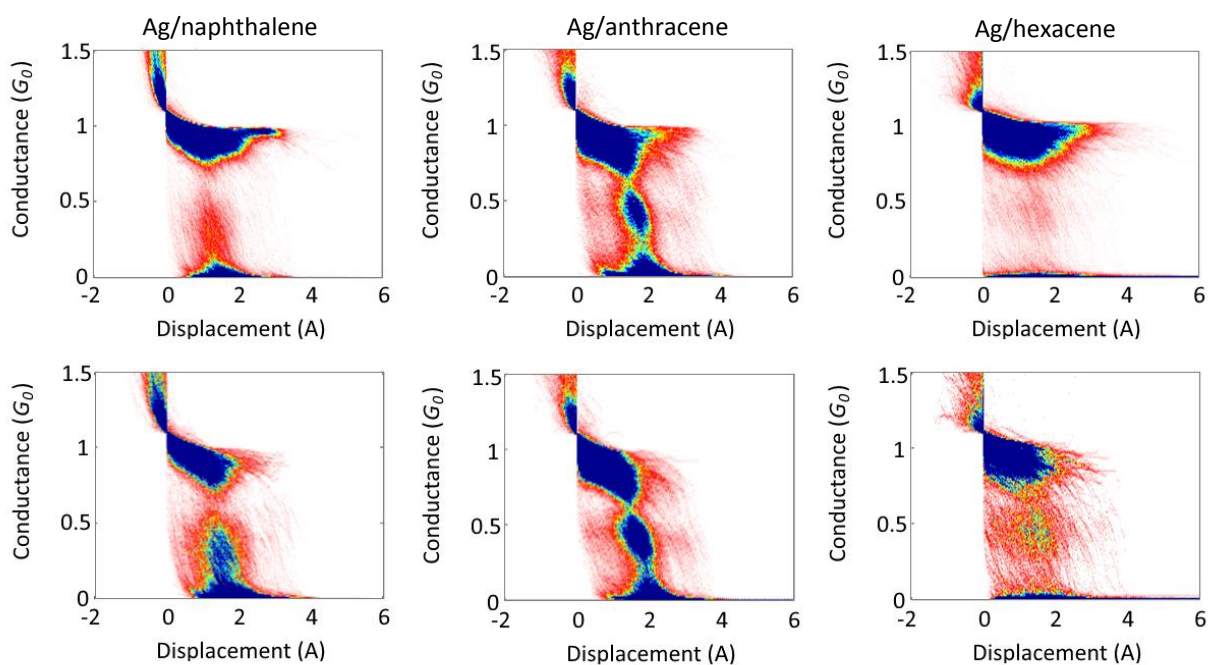 Ag/naphthalene
Ag/anthracene
Ag/hexacene
Conductance (G0)
1.5
1
0.5
0
-2 0 2 4 6
Displacement (A)
Conductance (G0)
1.5
1
0.5
0
-2 0 2 4 6
Displacement (A)
Conductance (G0)
1.5
1
0.5
0
-2 0 2 4 6
Displacement (A)
Conductance (G0)
1.5
1
0.5
0
-2 0 2 4 6
Displacement (A)
Conductance (G0)
1.5
1
0.5
0
-2 0 2 4 6
Displacement (A)
Conductance (G0)
1.5
1
0.5
0
-2 0 2 4 6
Displacement (A)